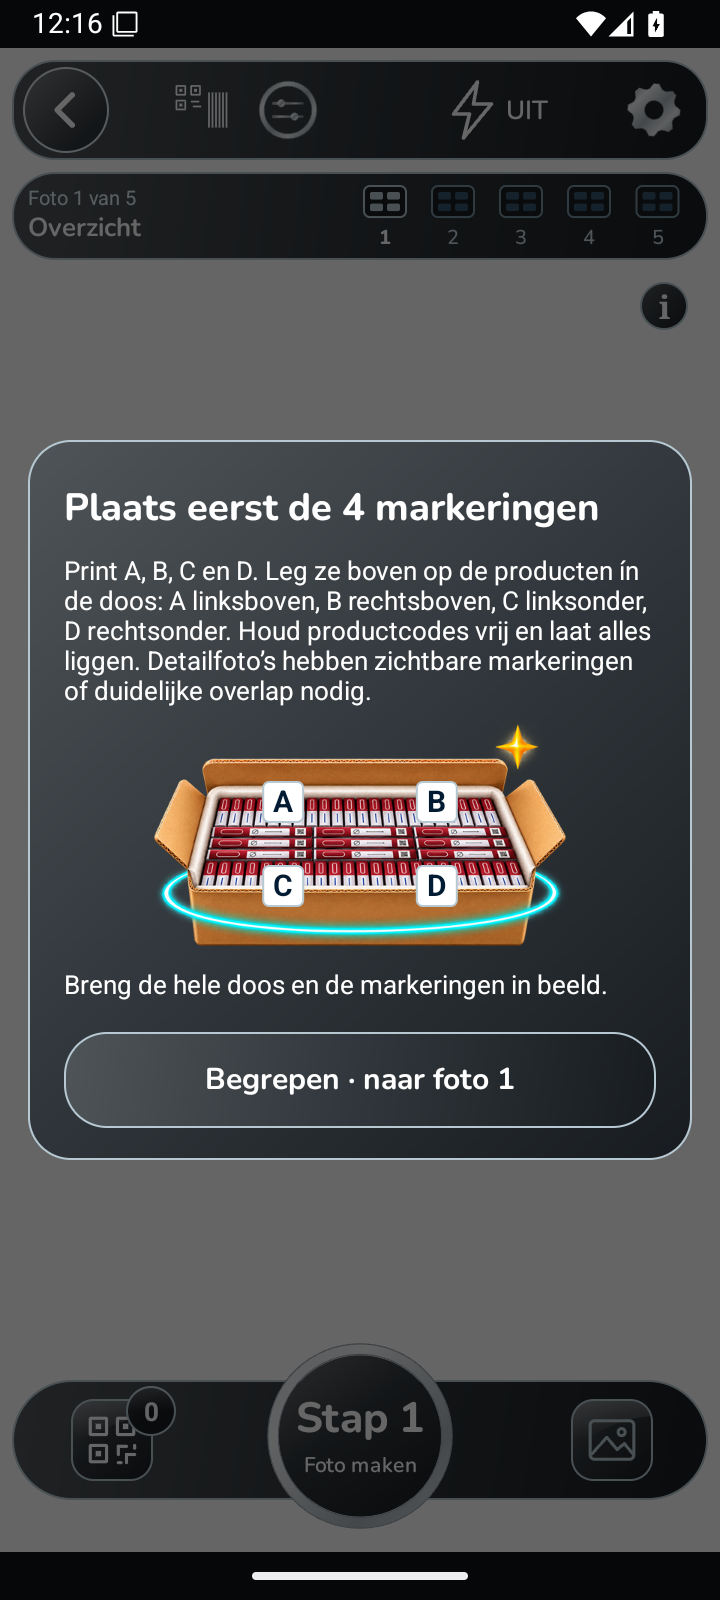 12:16
UIT
Foto 1 van 5
Overzicht
1 2 3 4 5
i
Plaats eerst de 4 markeringen
Print A, B, C en D. Leg ze boven op de producten ín
de doos: A linksboven, B rechtsboven, C linksonder,
D rechtsonder. Houd productcodes vrij en laat alles
liggen. Detailfoto’s hebben zichtbare markeringen
of duidelijke overlap nodig.
A B
C D
Breng de hele doos en de markeringen in beeld.
Begrepen · naar foto 1
0
Stap 1
Foto maken